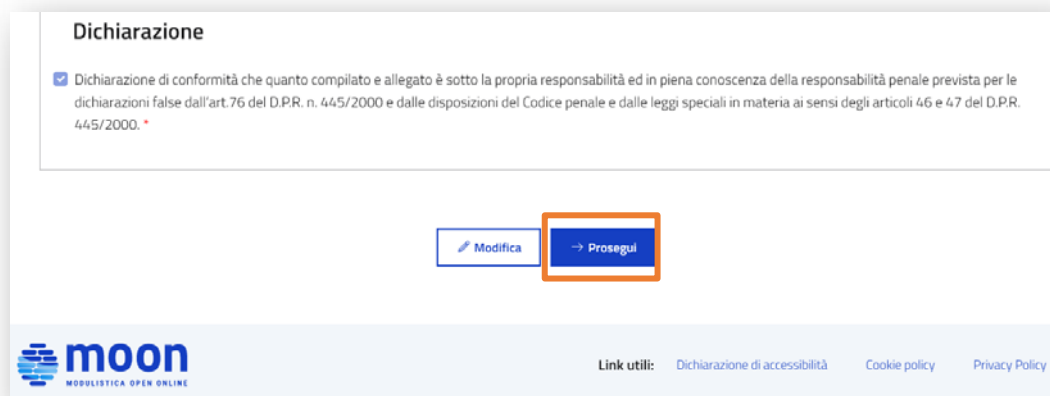 Dichiarazione
Dichiarazione di conformità che quanto compilato e allegato è sotto la propria responsabilità ed in piena conoscenza della responsabilità penale prevista per le
dichiarazioni false dall'art.76 del D.P.R. n. 445/2000 e dalle disposizioni del Codice penale e dalle leggi speciali in materia ai sensi degli articoli 46 e 47 del D.P.R.
445/2000. *
Modifica
→ Prosegui
moon
MODULISTICA OPEN ONLINE
Link utili: Dichiarazione di accessibilità Cookie policy Privacy Policy